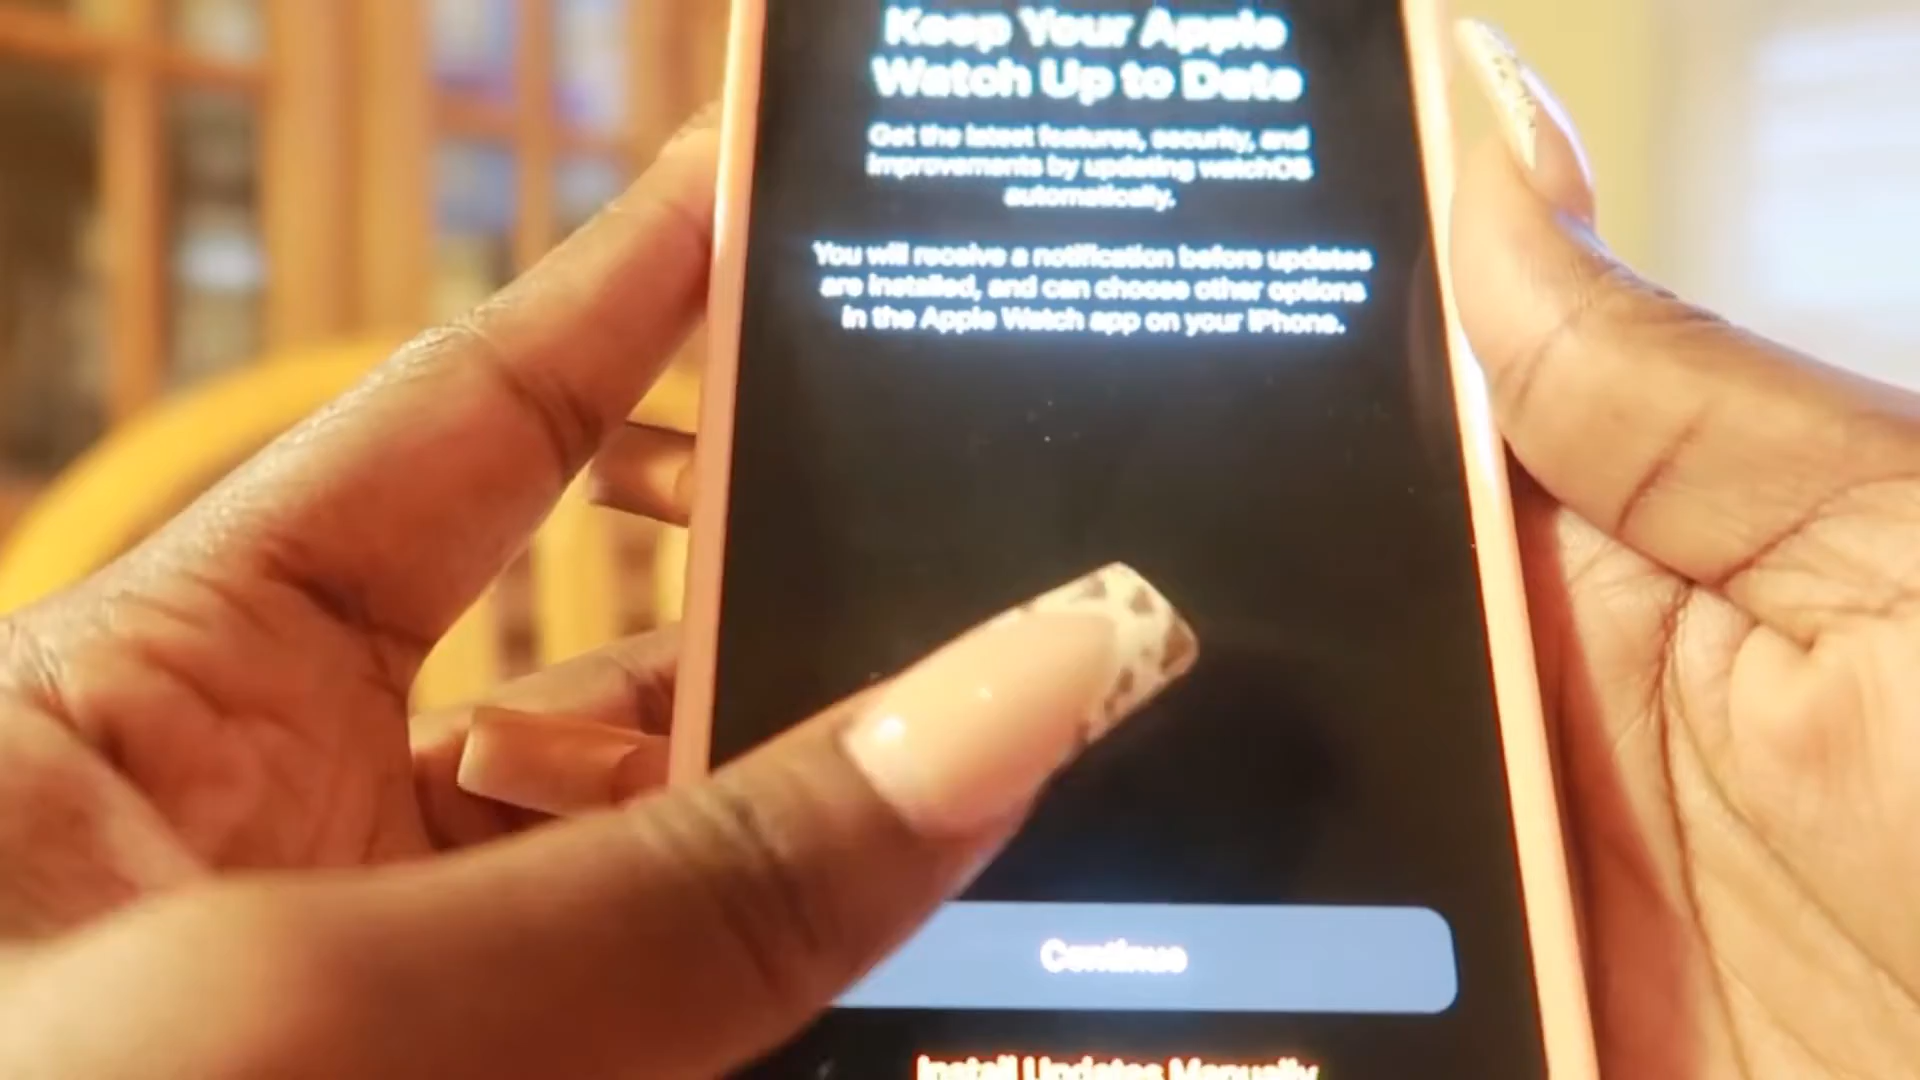 Keep Your Apple
Watch Up to Date
Get the latest features, security, and
improvements by updating watchOS
automatically.
You will receive a notification before updates
are installed, and can choose other options
in the Apple Watch app on your iPhone.
Continue
Install Updates Manually